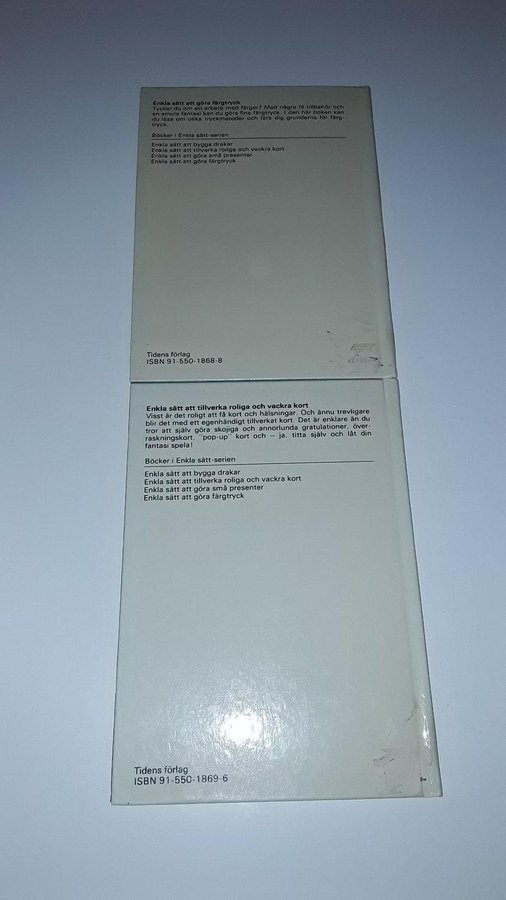 Enkla sätt att göra färgtryck
Tycker du om att arbeta med färger? Med några få tillbehör och
en smula fantasi kan du göra fina färgtryck. I den här boken kan
du läsa om olika tryckmetoder och lära dig grunderna för färg-
tryck.
Böcker i Enkla sätt-serien
Enkla sätt att bygga drakar
Enkla sätt att tillverka roliga och vackra kort
Enkla sätt att göra små presenter
Enkla sätt att göra färgtryck
Tidens förlag
ISBN 91-550-1868-8
Enkla sätt att tillverka roliga och vackra kort
Visst är det roligt att få kort och hälsningar. Och ännu trevligare
blir det med ett egenhändigt tillverkat kort. Det är enklare än du
tror att själv göra skojiga och annorlunda gratulationer, över-
raskningskort, "pop-up" kort och – ja, titta själv och låt din
fantasi spela!
Böcker i Enkla sätt-serien
Enkla sätt att bygga drakar
Enkla sätt att tillverka roliga och vackra kort
Enkla sätt att göra små presenter
Enkla sätt att göra färgtryck
Tidens förlag
ISBN 91-550-1869-6